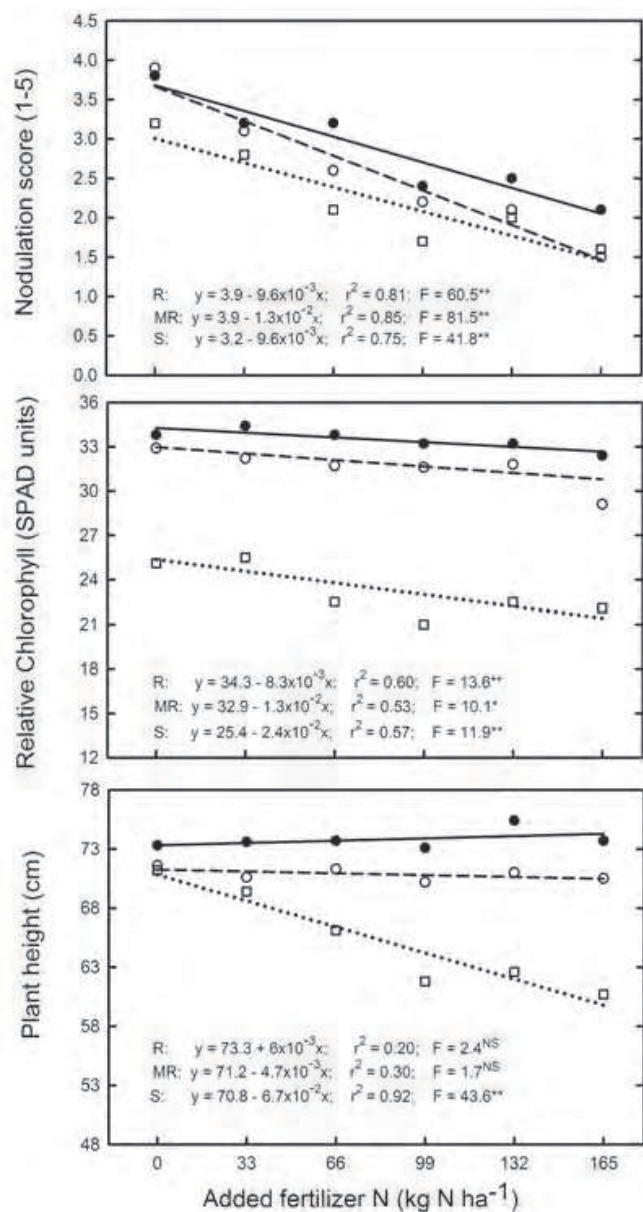 Nodulation score (1-5)
4.5
4.0
3.5
3.0
2.5
2.0
1.5
1.0
0.5
0.0
R: y = 3.9 - 9.6x10⁻³x; r² = 0.81; F = 60.5**
MR: y = 3.9 - 1.3x10⁻²x; r² = 0.85; F = 81.5**
S: y = 3.2 - 9.6x10⁻³x; r² = 0.75; F = 41.8**
Relative Chlorophyll (SPAD units)
36
33
30
27
24
21
18
15
12
R: y = 34.3 - 8.3x10⁻³x; r² = 0.60; F = 13.6**
MR: y = 32.9 - 1.3x10⁻²x; r² = 0.53; F = 10.1*
S: y = 25.4 - 2.4x10⁻²x; r² = 0.57; F = 11.9**
Plant height (cm)
78
73
68
63
58
53
48
R: y = 73.3 + 6x10⁻³x; r² = 0.20; F = 2.4ᴺˢ
MR: y = 71.2 - 4.7x10⁻³x; r² = 0.30; F = 1.7ᴺˢ
S: y = 70.8 - 6.7x10⁻²x; r² = 0.92; F = 43.6**
0 33 66 99 132 165
Added fertilizer N (kg N ha⁻¹)